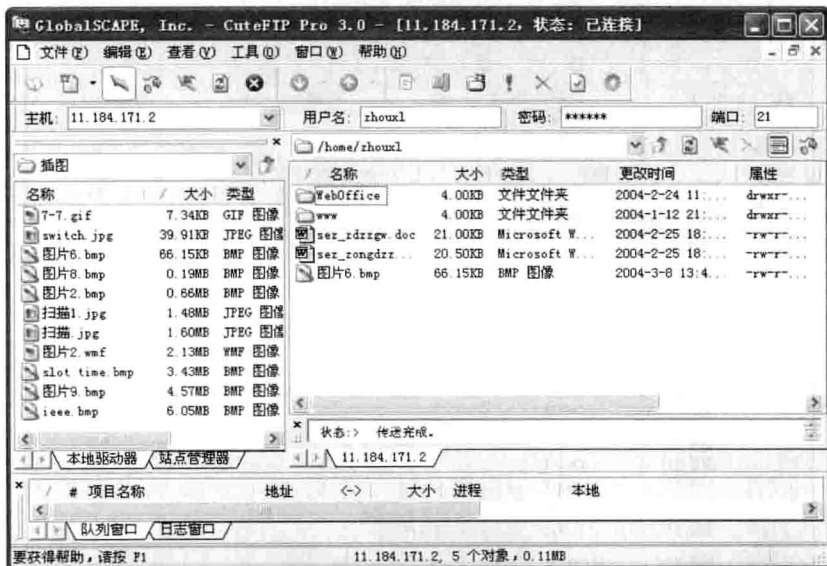 GlobalSCAPE, Inc. - CuteFTP Pro 3.0 - [11.184.171.2, 状态: 已连接]
文件(F) 编辑(E) 查看(V) 工具(Q) 窗口(W) 帮助(H)
主机: 11.184.171.2 用户名: zhouxl 密码: ****** 端口: 21
插图
名称 / 大小 类型
7-7.gif 7.34KB GIF 图像
switch.jpg 39.91KB JPEG 图像
图片6.bmp 66.15KB BMP 图像
图片8.bmp 0.19MB BMP 图像
图片2.bmp 0.66MB BMP 图像
扫描1.jpg 1.48MB JPEG 图像
扫描.jpg 1.60MB JPEG 图像
图片2.wmf 2.13MB WMF 图像
slot time.bmp 3.43MB BMP 图像
图片9.bmp 4.57MB BMP 图像
ieee.bmp 6.05MB BMP 图像
本地驱动器 站点管理器
/home/zhouxl
/ 名称 大小 类型 更改时间 属性
WebOffice 4.00KB 文件文件夹 2004-2-24 11:... drwxr-...
www 4.00KB 文件文件夹 2004-1-12 21:... drwxr-...
sez_zdzzgw.doc 21.00KB Microsoft W... 2004-2-25 18:... -rw-r-...
sez_zongdzz... 20.50KB Microsoft W... 2004-2-25 18:... -rw-r-...
图片6.bmp 66.15KB BMP 图像 2004-3-8 13:4... -rw-r-...
状态:> 传送完成.
11.184.171.2
/ # 项目名称 地址 <-> 大小 进程 本地
队列窗口 日志窗口
要获得帮助,请按 F1 11.184.171.2, 5 个对象, 0.11MB